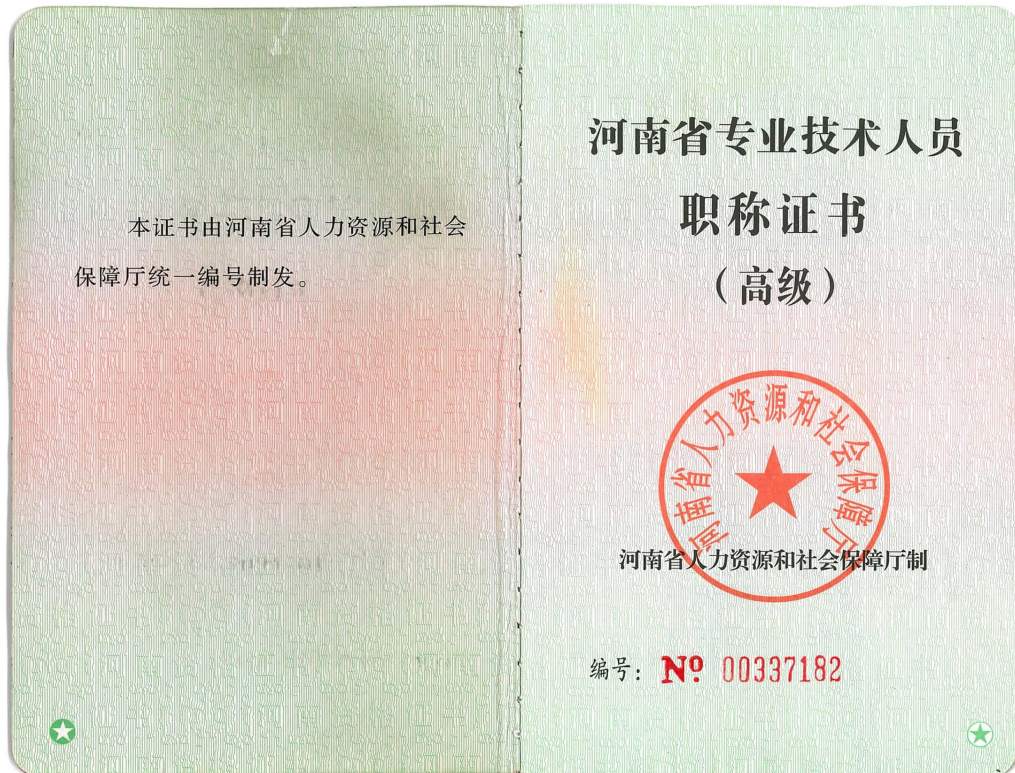 本证书由河南省人力资源和社会
保障厅统一编号制发。
河南省专业技术人员
职称证书
（高级）
河南省人力资源和社会保障厅
河南省人力资源和社会保障厅制
编号： Nº 00337182